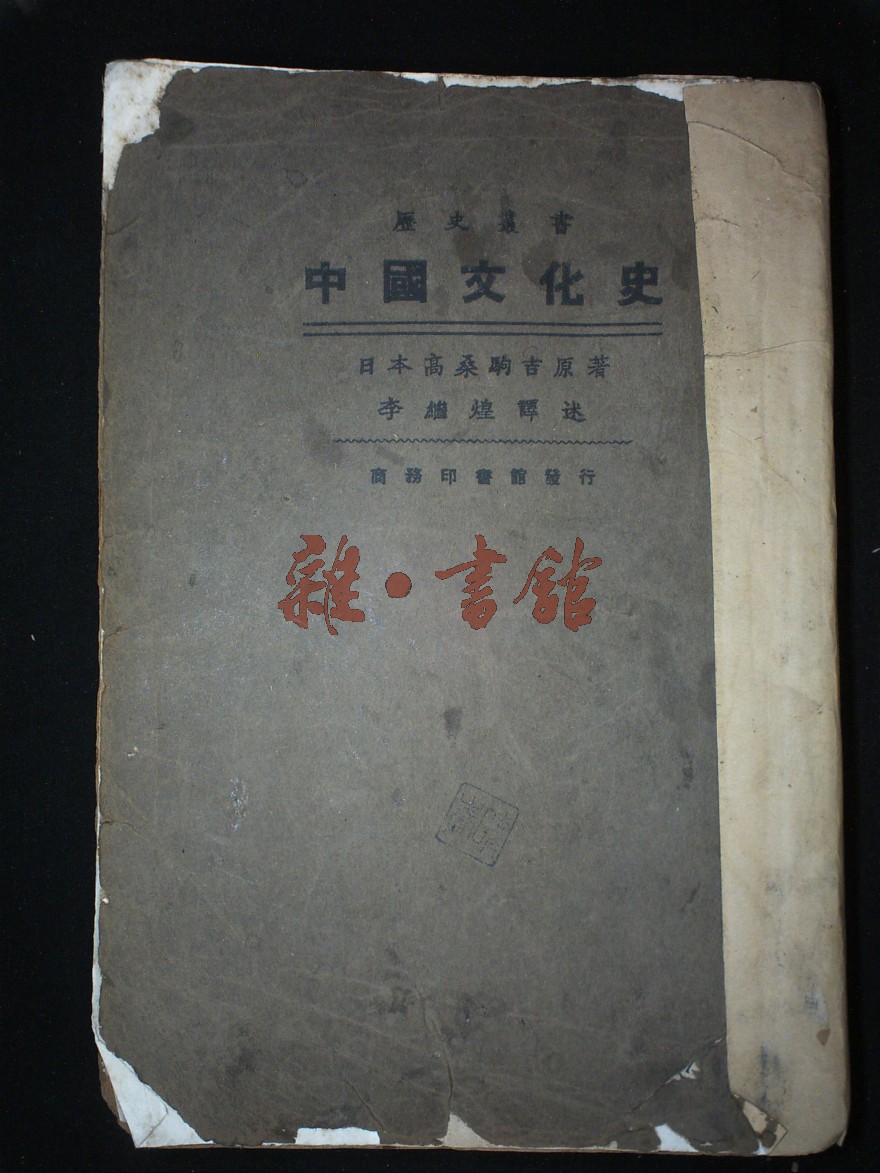 歷史叢書
中國文化史
日本高桑駒吉原著
李繼煌譯述
商務印書館發行
雜·書館